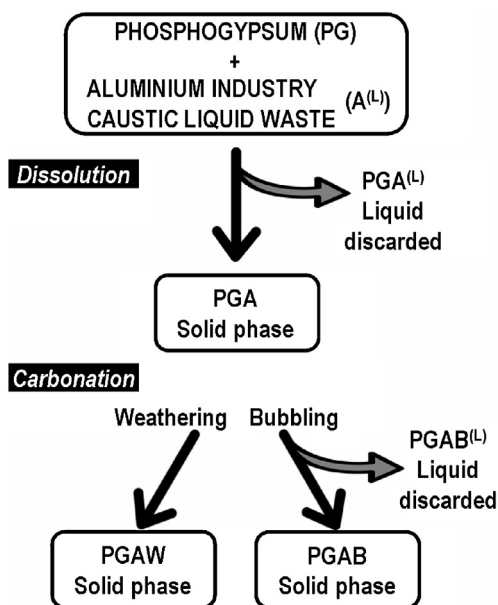 PHOSPHOGYPSUM (PG)
+
ALUMINIUM INDUSTRY
CAUSTIC LIQUID WASTE (A(L))
Dissolution
PGA(L)
Liquid
discarded
PGA
Solid phase
Carbonation
Weathering Bubbling
PGAB(L)
Liquid
discarded
PGAW
Solid phase
PGAB
Solid phase